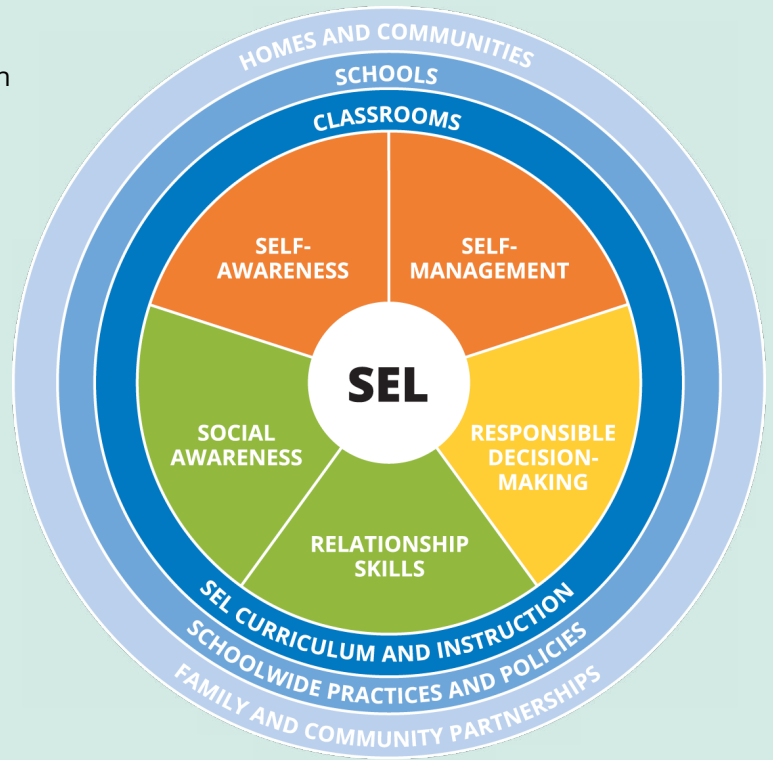 n
HOMES AND COMMUNITIES
SCHOOLS
CLASSROOMS
SELF-
AWARENESS
SELF-
MANAGEMENT
SEL
SOCIAL
AWARENESS
RESPONSIBLE
DECISION-
MAKING
RELATIONSHIP
SKILLS
SEL CURRICULUM AND INSTRUCTION
SCHOOLWIDE PRACTICES AND POLICIES
FAMILY AND COMMUNITY PARTNERSHIPS